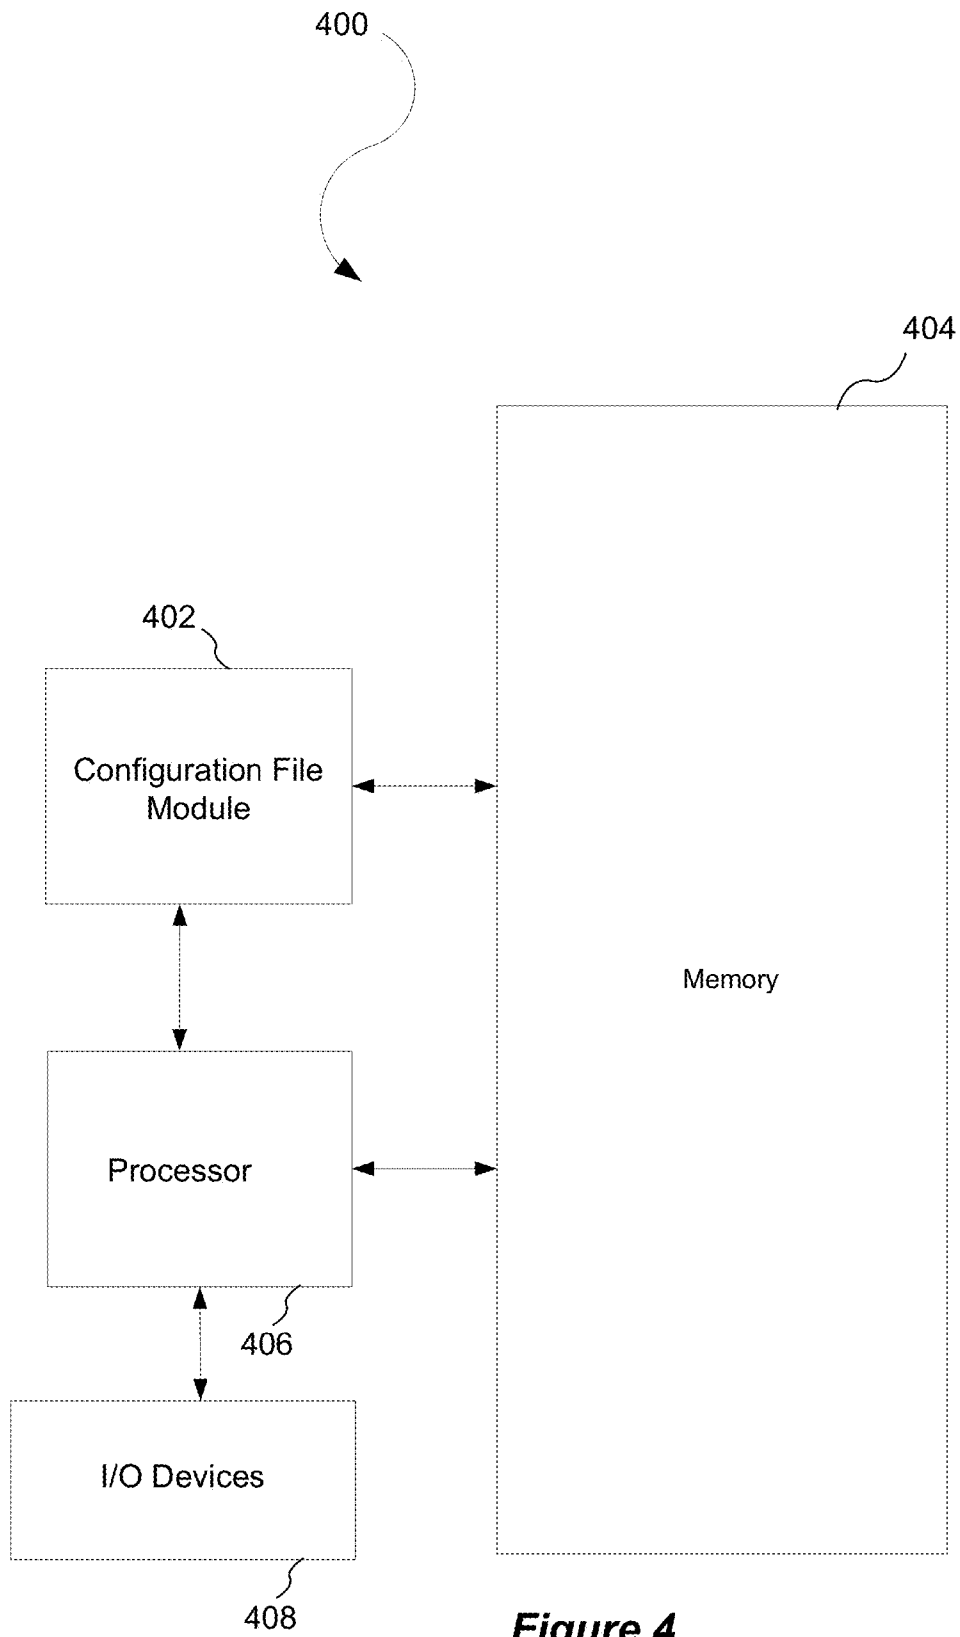 400
404
402
Configuration File
Module
Memory
Processor
406
I/O Devices
408
Figure 4